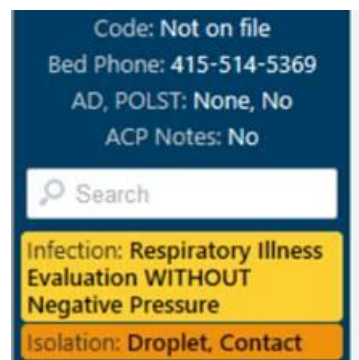 Code: Not on file
Bed Phone: 415-514-5369
AD, POLST: None, No
ACP Notes: No
Search
Infection: Respiratory Illness
Evaluation WITHOUT
Negative Pressure
Isolation: Droplet, Contact